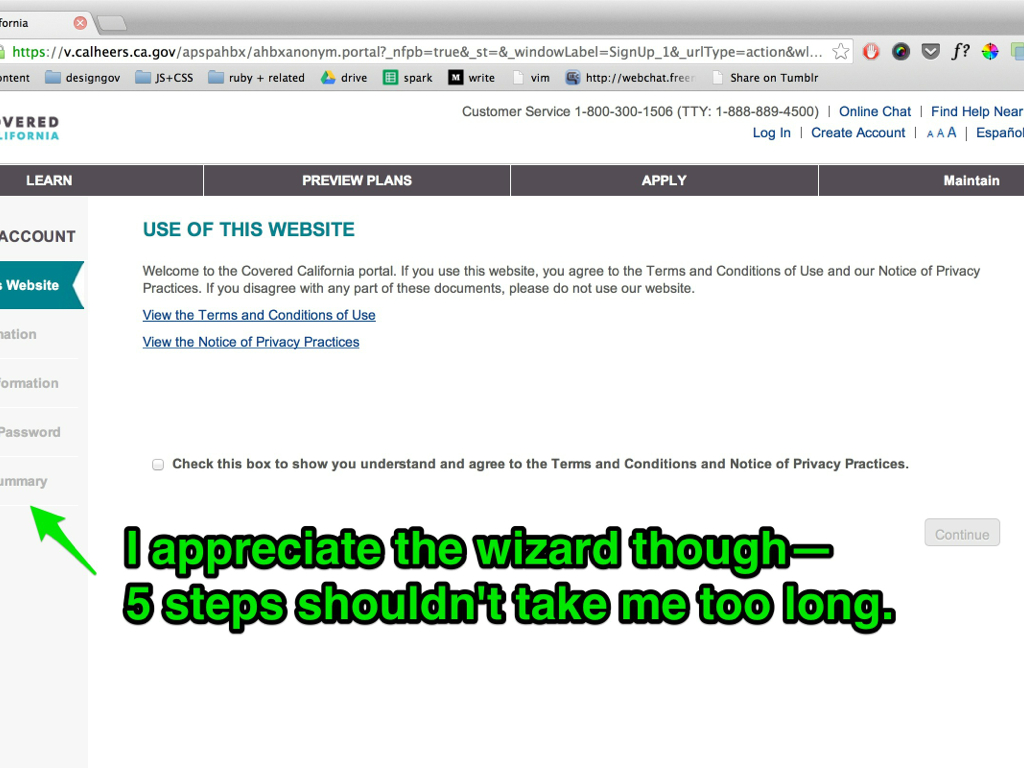 fornia
https://v.calheers.ca.gov/apspahbx/ahbxanonym.portal?_nfpb=true&_st=&_windowLabel=SignUp_1&_urlType=action&wl...
f?
ontent designgov JS+CSS ruby + related drive spark M write vim http://webchat.freen Share on Tumblr
Customer Service 1-800-300-1506 (TTY: 1-888-889-4500) | Online Chat | Find Help Near
OVERED
LIFORNIA
Log In | Create Account | A A A | Español
LEARN PREVIEW PLANS APPLY Maintain
ACCOUNT
s Website
mation
formation
Password
ummary
USE OF THIS WEBSITE
Welcome to the Covered California portal. If you use this website, you agree to the Terms and Conditions of Use and our Notice of Privacy
Practices. If you disagree with any part of these documents, please do not use our website.
View the Terms and Conditions of Use
View the Notice of Privacy Practices
Check this box to show you understand and agree to the Terms and Conditions and Notice of Privacy Practices.
Continue
I appreciate the wizard though—
5 steps shouldn't take me too long.